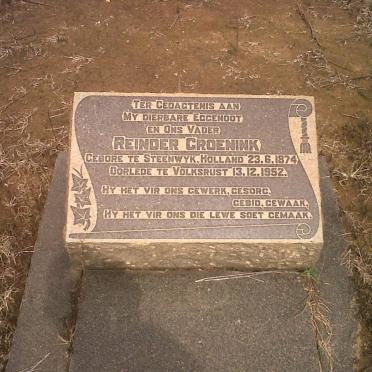 TER GEDAGTENIS AAN
MY DIERBARE EGGENOOT
EN ONS VADER
REINDER GROENINK
GEBORE TE STEENWYK, HOLLAND 23.6.1874
OORLEDE TE VOLKSRUST 13.12.1952.
HY HET VIR ONS GEWERK, GESORG,
GEBID, GEWAAK,
HY HET VIR ONS DIE LEWE SOET GEMAAK.